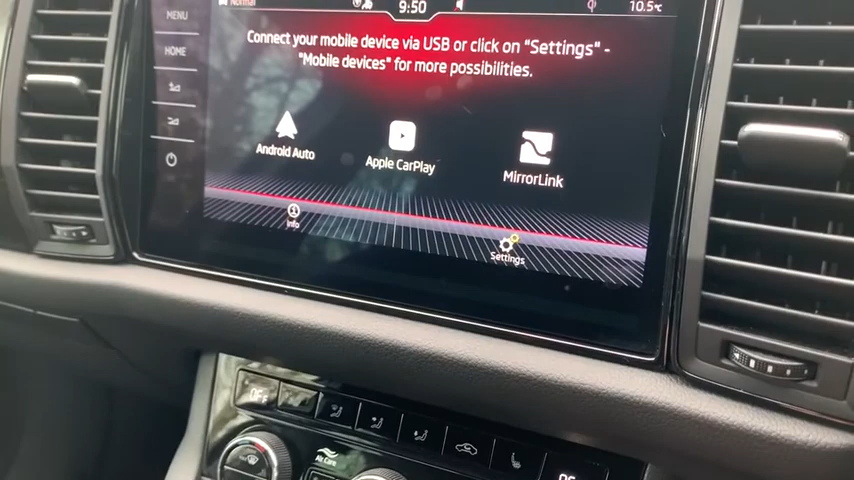 Normal
9:50
10.5°C
MENU
Connect your mobile device via USB or click on "Settings" -
"Mobile devices" for more possibilities.
HOME
Android Auto
Apple CarPlay
MirrorLink
Info
Settings
OFF
Air Care